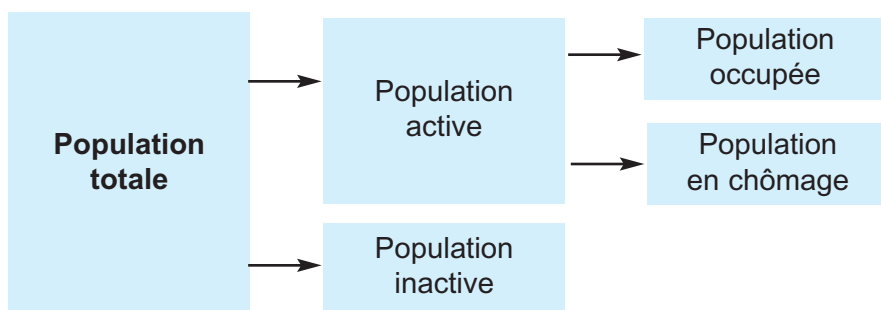 Population
totale
Population
active
Population
occupée
Population
en chômage
Population
inactive